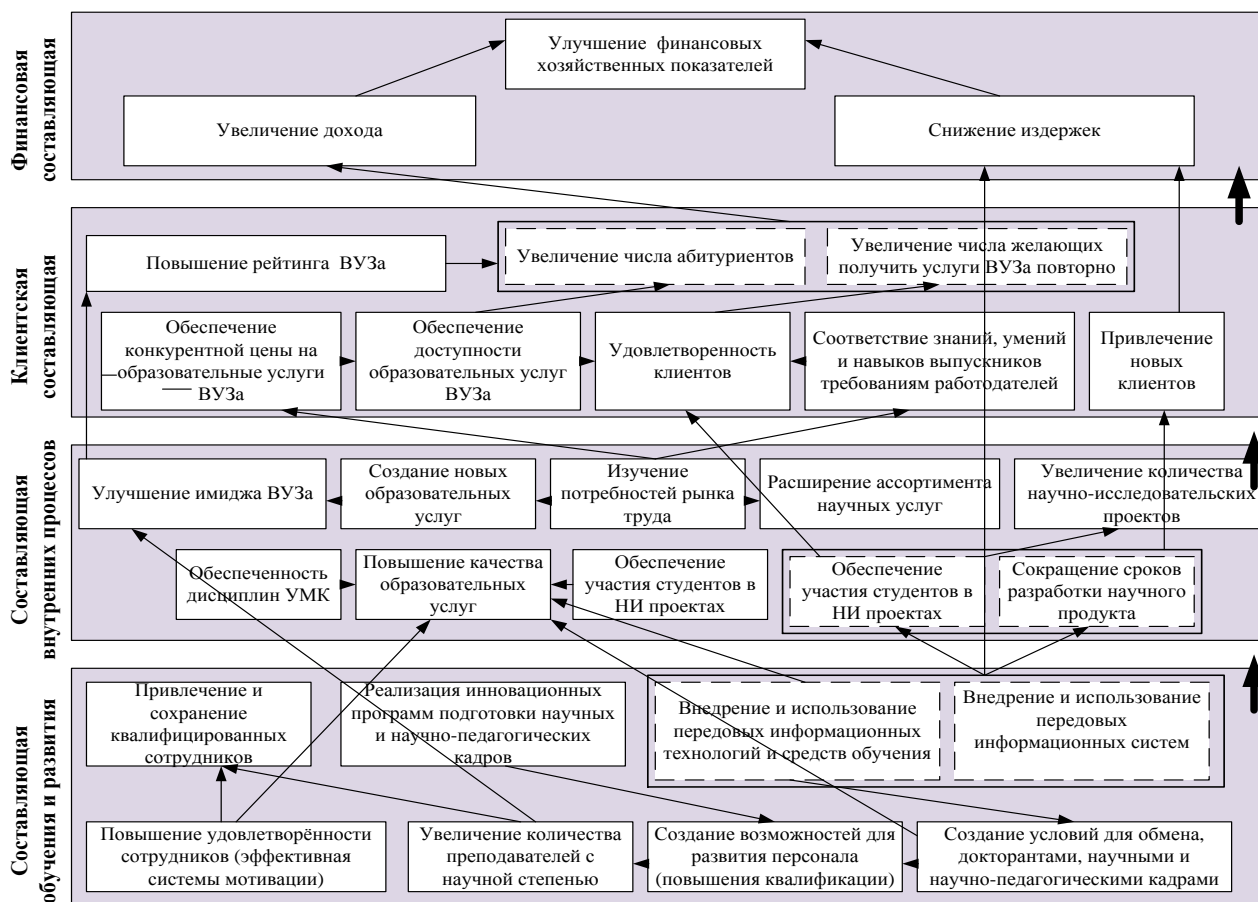 Финансовая
составляющая
Улучшение финансовых
хозяйственных показателей
Увеличение дохода
Снижение издержек
Клиентская
составляющая
Повышение рейтинга ВУЗа
Увеличение числа абитуриентов
Увеличение числа желающих
получить услуги ВУЗа повторно
Обеспечение
конкурентной цены на
образовательные услуги
ВУЗа
Обеспечение
доступности
образовательных услуг
ВУЗа
Удовлетворенность
клиентов
Соответствие знаний, умений
и навыков выпускников
требованиям работодателей
Привлечение
новых
клиентов
Составляющая
внутренних процессов
Улучшение имиджа ВУЗа
Создание новых
образовательных
услуг
Изучение
потребностей рынка
труда
Расширение ассортимента
научных услуг
Увеличение количества
научно-исследовательских
проектов
Обеспеченность
дисциплин УМК
Повышение качества
образовательных
услуг
Обеспечение
участия студентов в
НИ проектах
Обеспечение
участия студентов в
НИ проектах
Сокращение сроков
разработки научного
продукта
Составляющая
обучения и развития
Привлечение и
сохранение
квалифицированных
сотрудников
Реализация инновационных
программ подготовки научных
и научно-педагогических
кадров
Внедрение и использование
передовых информационных
технологий и средств обучения
Внедрение и использование
передовых
информационных систем
Повышение удовлетворённости
сотрудников (эффективная
системы мотивации)
Увеличение количества
преподавателей с
научной степенью
Создание возможностей для
развития персонала
(повышения квалификации)
Создание условий для обмена,
докторантами, научными и
научно-педагогическими кадрами